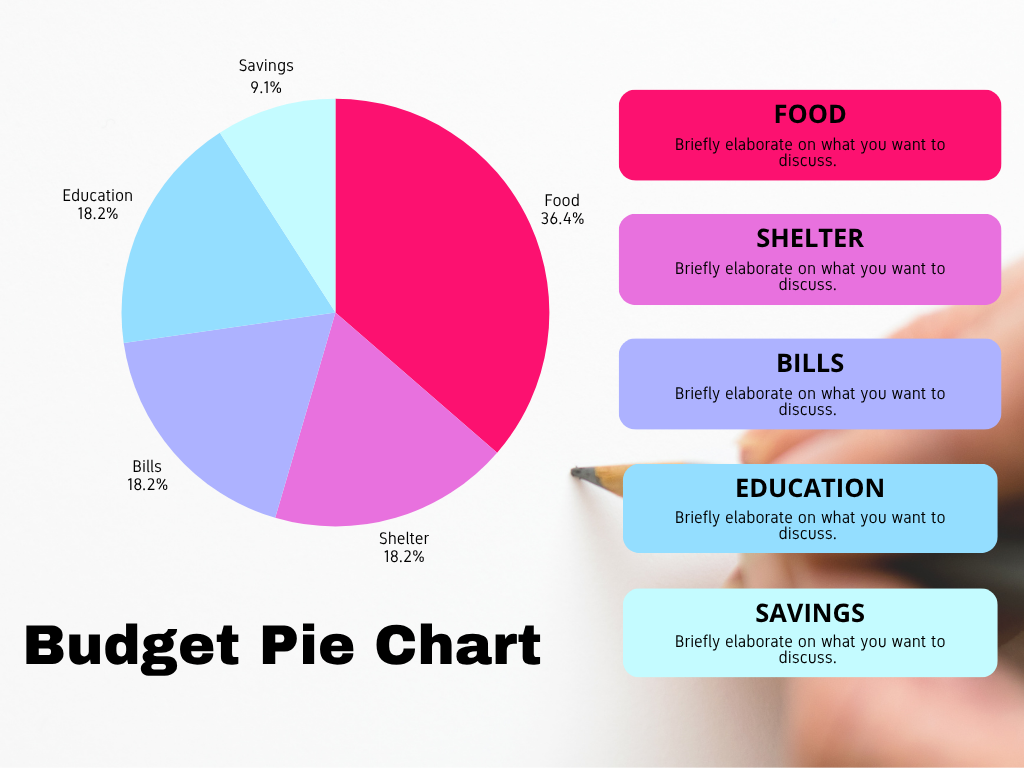 Savings
9.1%
Education
18.2%
Food
36.4%
Bills
18.2%
Shelter
18.2%
Budget Pie Chart
FOOD
Briefly elaborate on what you want to
discuss.
SHELTER
Briefly elaborate on what you want to
discuss.
BILLS
Briefly elaborate on what you want to
discuss.
EDUCATION
Briefly elaborate on what you want to
discuss.
SAVINGS
Briefly elaborate on what you want to
discuss.